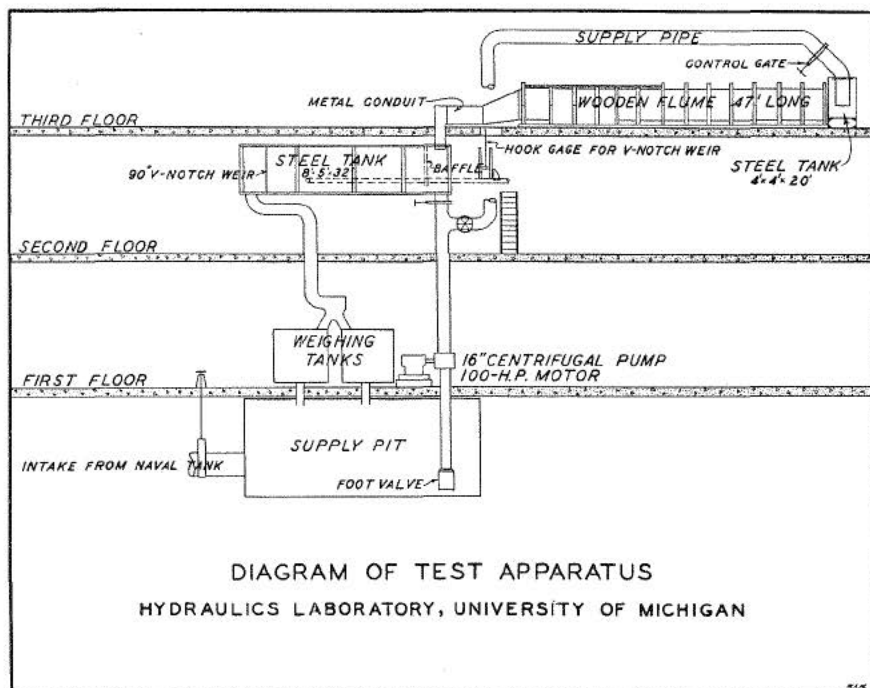 SUPPLY PIPE
CONTROL GATE
METAL CONDUIT
WOODEN FLUME 47' LONG
THIRD FLOOR
HOOK GAGE FOR V-NOTCH WEIR
STEEL TANK
8'·5'·32'
BAFFLE
90° V-NOTCH WEIR
STEEL TANK
4'×4'×20'
SECOND FLOOR
WEIGHING
TANKS
16" CENTRIFUGAL PUMP
100-H.P. MOTOR
FIRST FLOOR
SUPPLY PIT
INTAKE FROM NAVAL TANK
FOOT VALVE
DIAGRAM OF TEST APPARATUS
HYDRAULICS LABORATORY, UNIVERSITY OF MICHIGAN